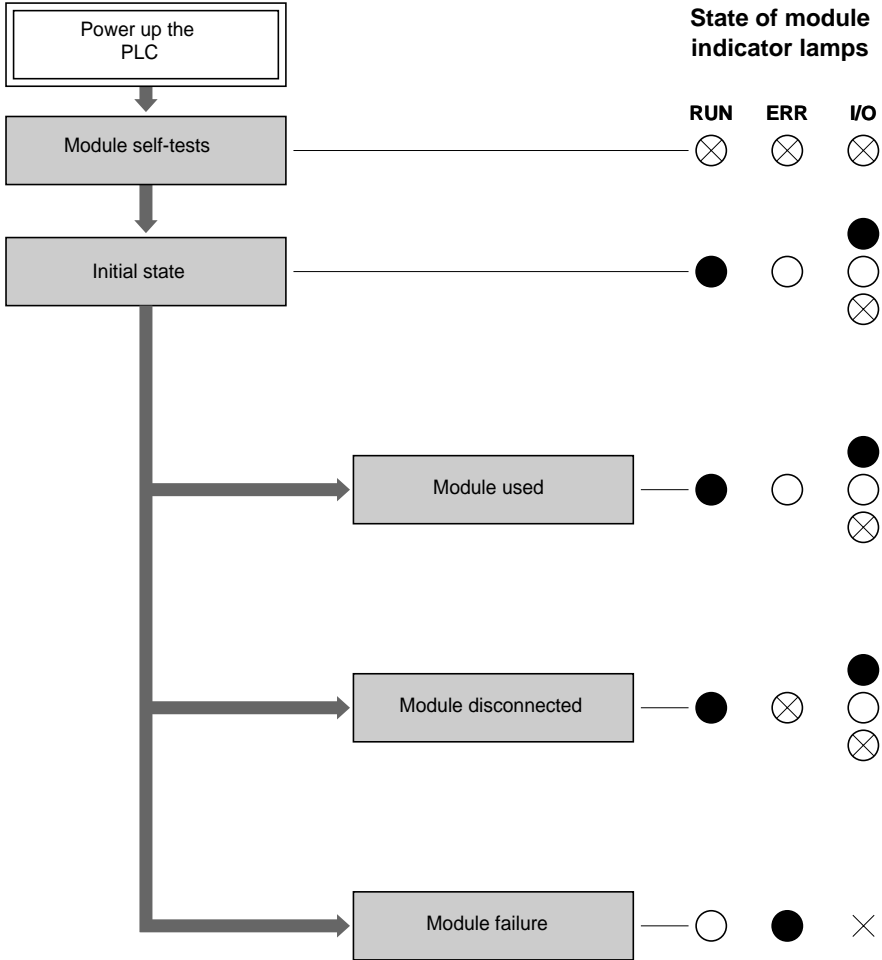 Power up the
PLC
State of module
indicator lamps
RUN ERR I/O
Module self-tests
Initial state
Module used
Module disconnected
Module failure